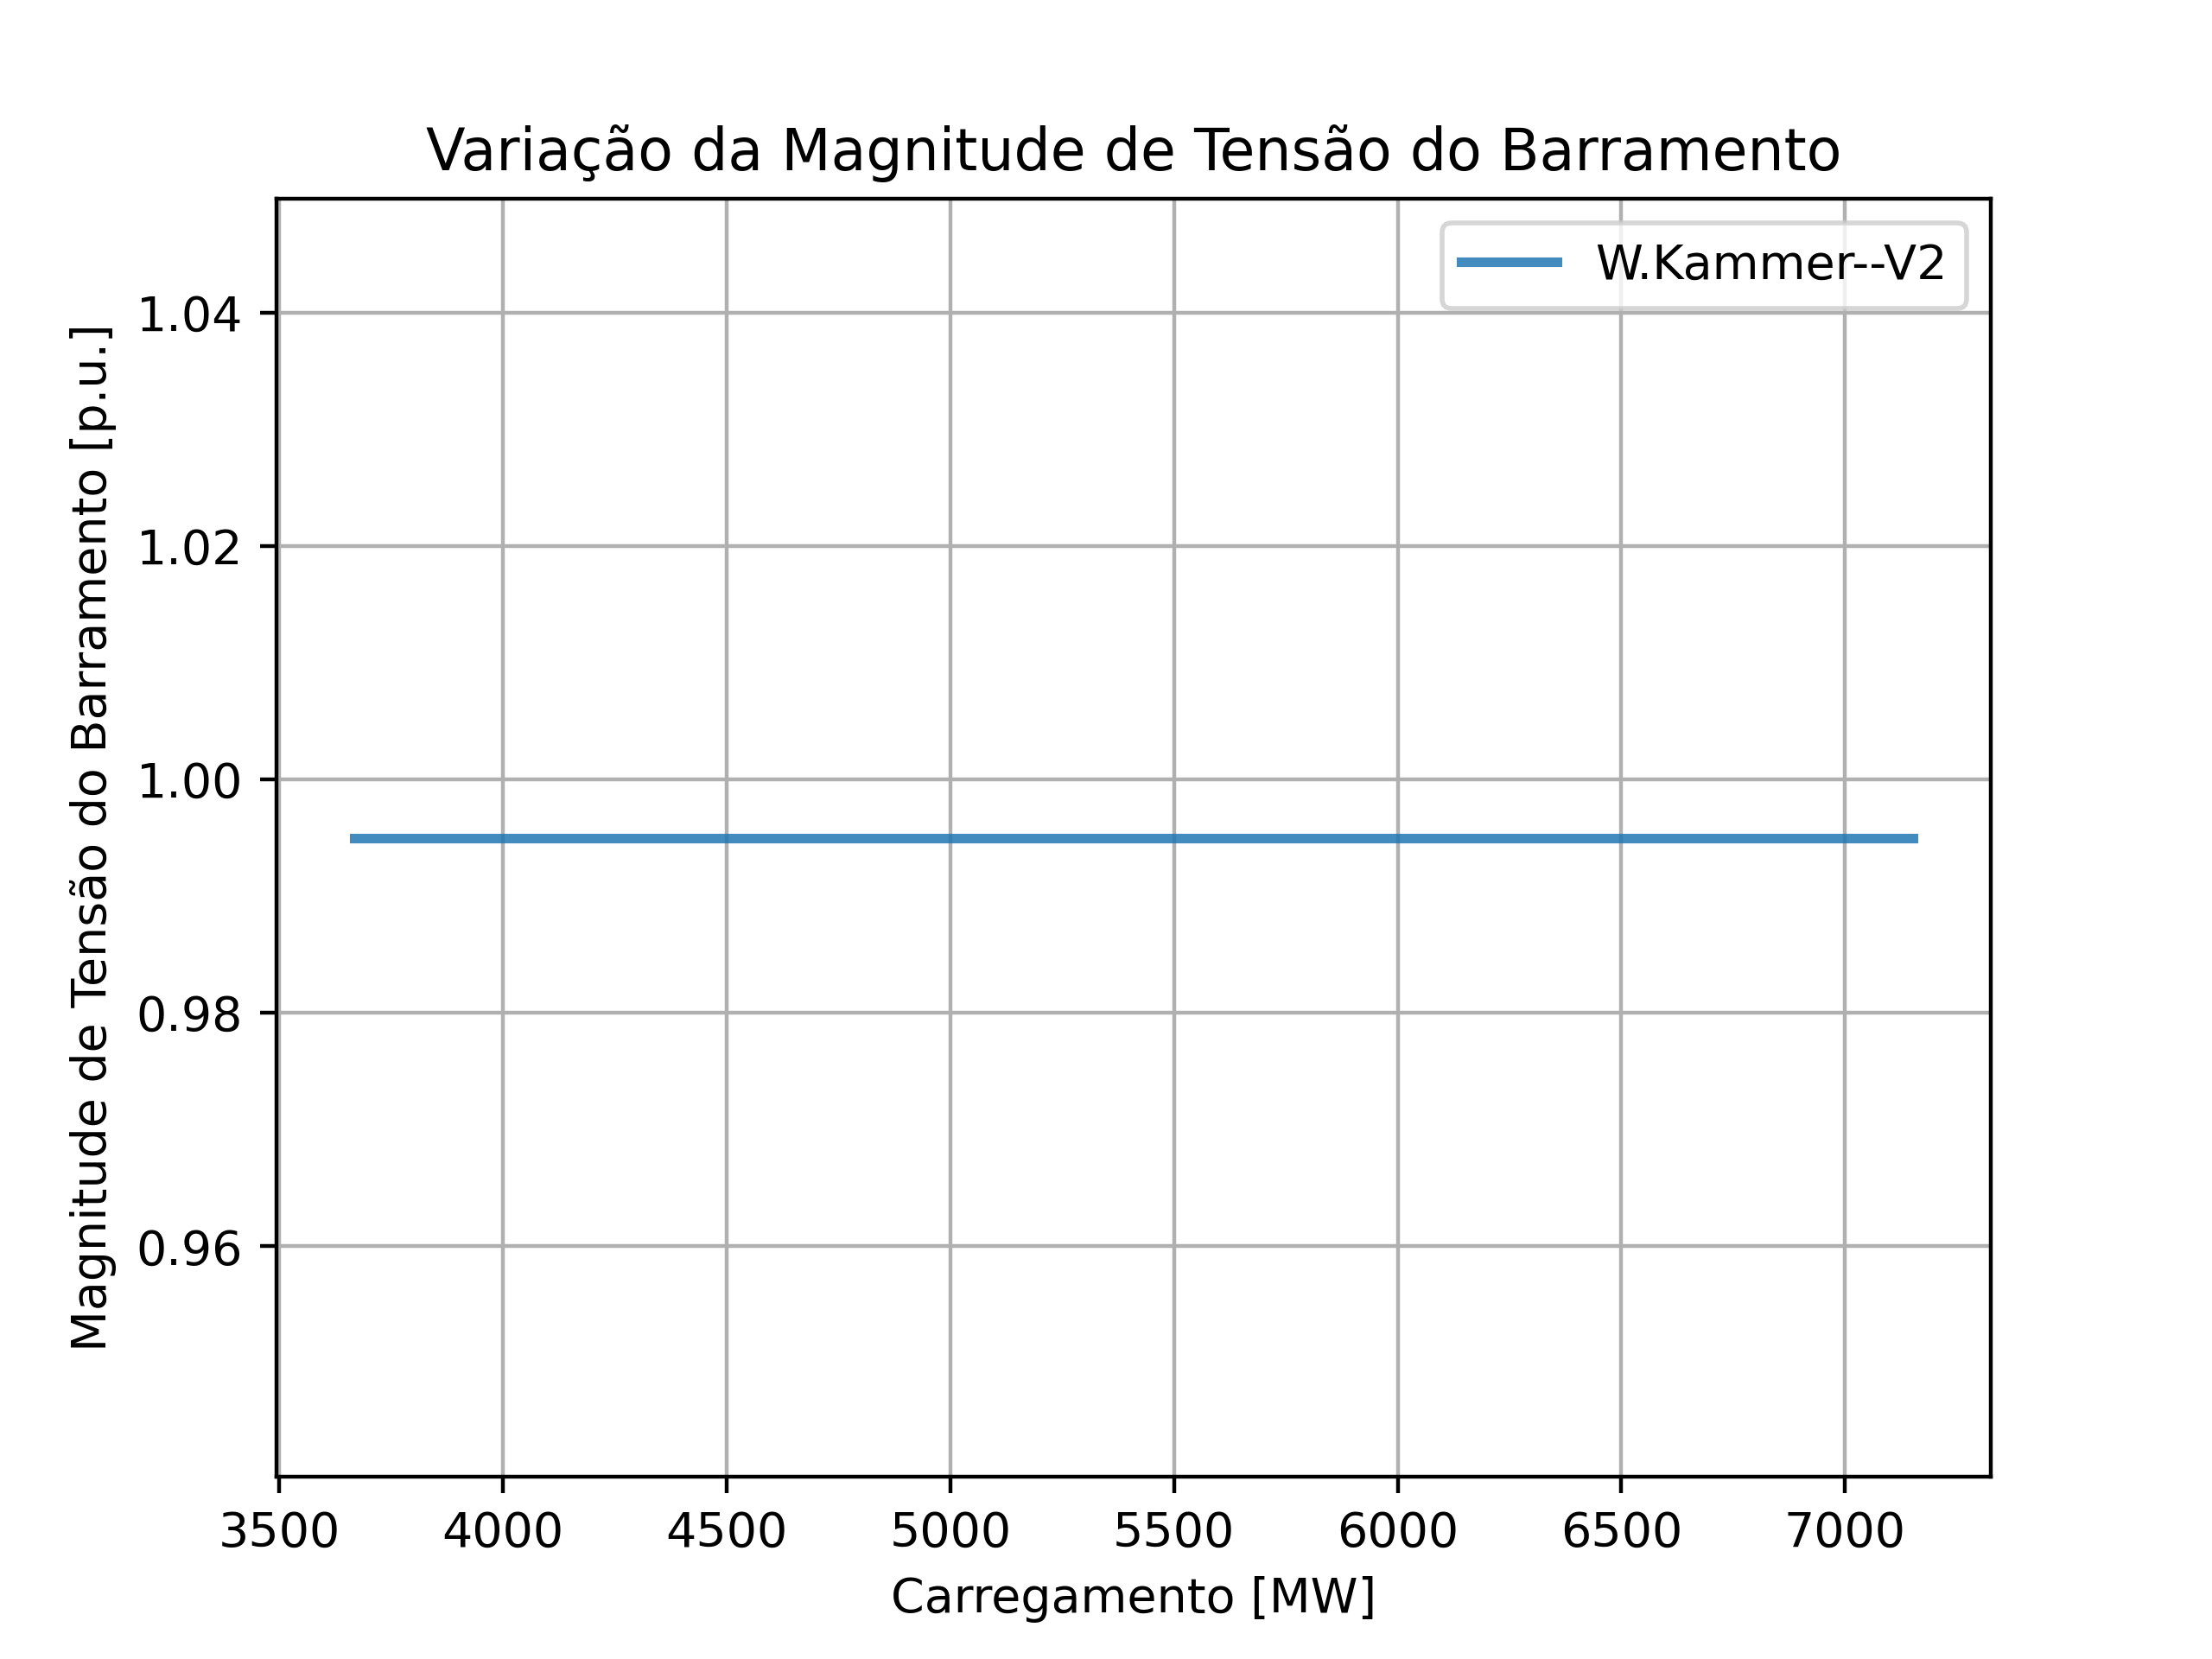 Variação da Magnitude de Tensão do Barramento
W.Kammer--V2
Magnitude de Tensão do Barramento [p.u.]
1.04
1.02
1.00
0.98
0.96
3500 4000 4500 5000 5500 6000 6500 7000
Carregamento [MW]